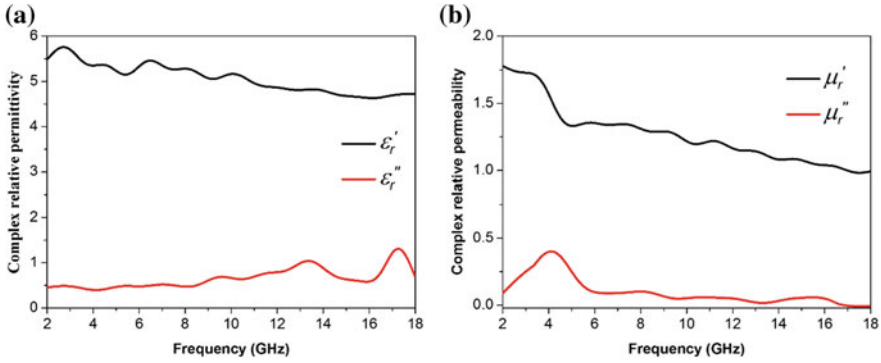 (a)
Complex relative permittivity
6
5
4
3
2
1
0
εr'
εr"
2 4 6 8 10 12 14 16 18
Frequency (GHz)
(b)
Complex relative permeability
2.0
1.5
1.0
0.5
0.0
μr'
μr"
2 4 6 8 10 12 14 16 18
Frequency (GHz)